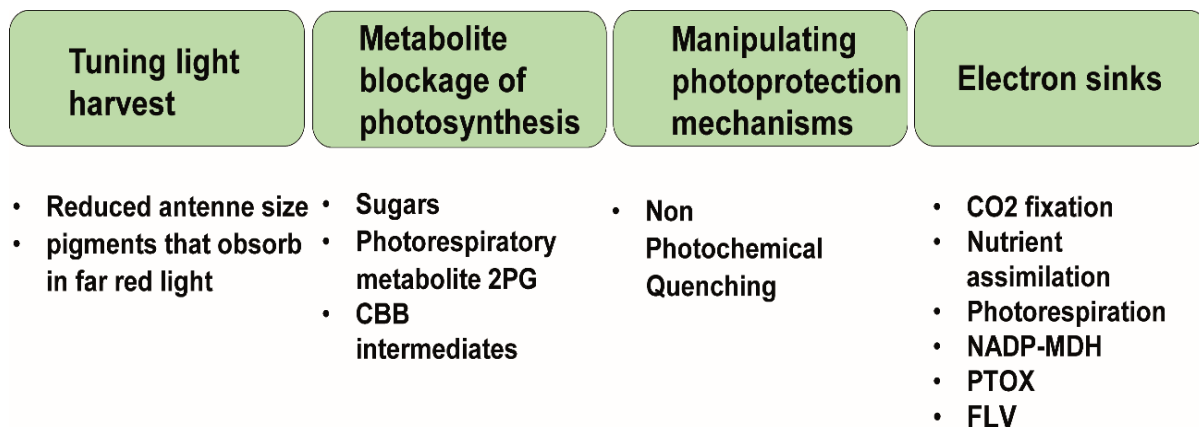 Tuning light
harvest
Metabolite
blockage of
photosynthesis
Manipulating
photoprotection
mechanisms
Electron sinks
• Reduced antenne size
• pigments that obsorb
in far red light
• Sugars
• Photorespiratory
metabolite 2PG
• CBB
intermediates
• Non
Photochemical
Quenching
• CO2 fixation
• Nutrient
assimilation
• Photorespiration
• NADP-MDH
• PTOX
• FLV